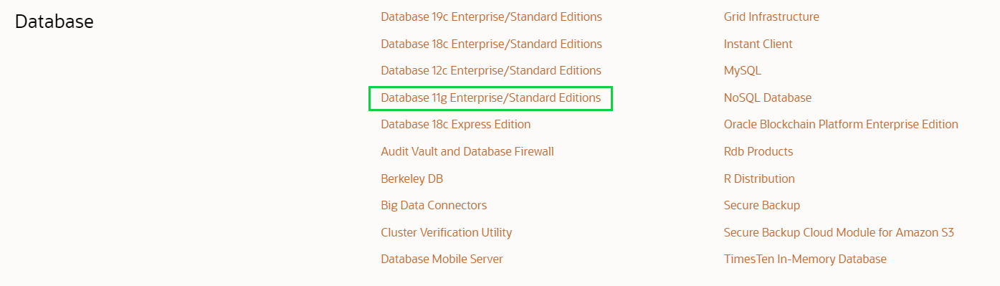 Database
Database 19c Enterprise/Standard Editions
Database 18c Enterprise/Standard Editions
Database 12c Enterprise/Standard Editions
Database 11g Enterprise/Standard Editions
Database 18c Express Edition
Audit Vault and Database Firewall
Berkeley DB
Big Data Connectors
Cluster Verification Utility
Database Mobile Server
Grid Infrastructure
Instant Client
MySQL
NoSQL Database
Oracle Blockchain Platform Enterprise Edition
Rdb Products
R Distribution
Secure Backup
Secure Backup Cloud Module for Amazon S3
TimesTen In-Memory Database